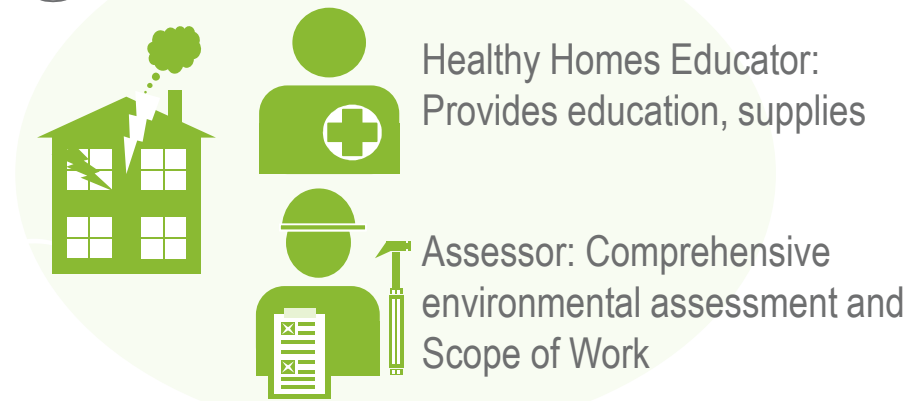 Healthy Homes Educator:
Provides education, supplies
Assessor: Comprehensive
environmental assessment and
Scope of Work